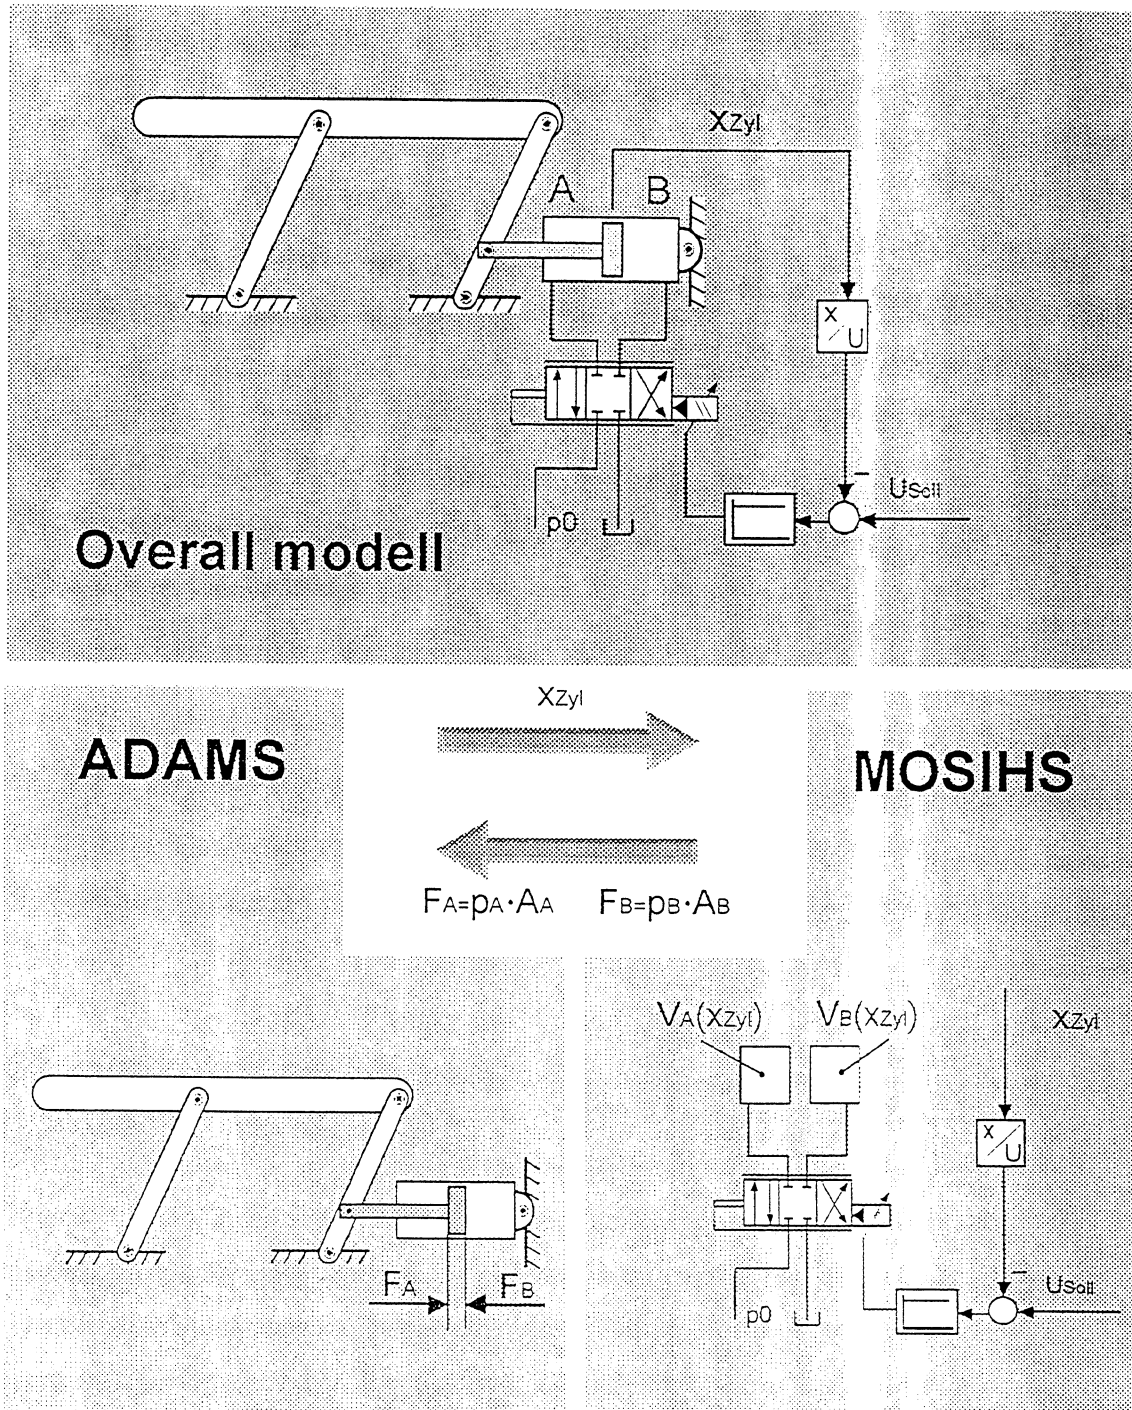 XZyl
A B
X
U
USoll
p0
Overall modell
XZyl
ADAMS
MOSIHS
FA=pA·AA FB=pB·AB
VA(XZyl) VB(XZyl)
XZyl
X
U
FA FB
USoll
p0